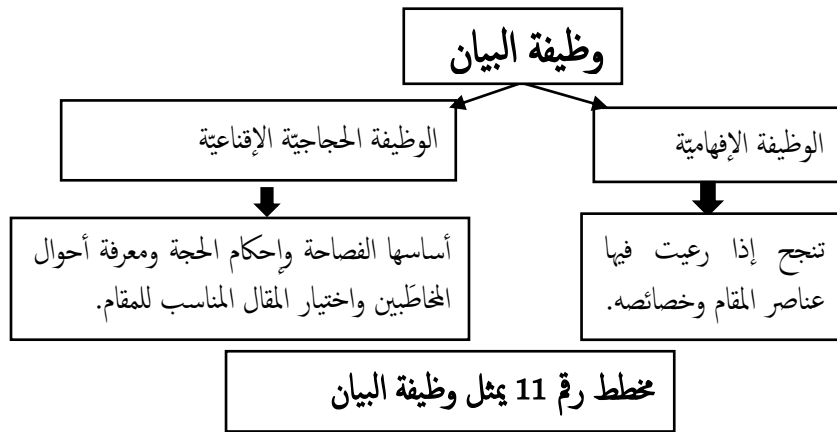 وظيفة البيان
الوظيفة الإفهاميّة
الوظيفة الحجاجيّة الإقناعيّة
تنجح إذا رعيت فيها
عناصر المقام وخصائصه.
أساسها الفصاحة وإحكام الحجة ومعرفة أحوال
المخاطَبين واختيار المقال المناسب للمقام.
مخطط رقم 11 يمثل وظيفة البيان